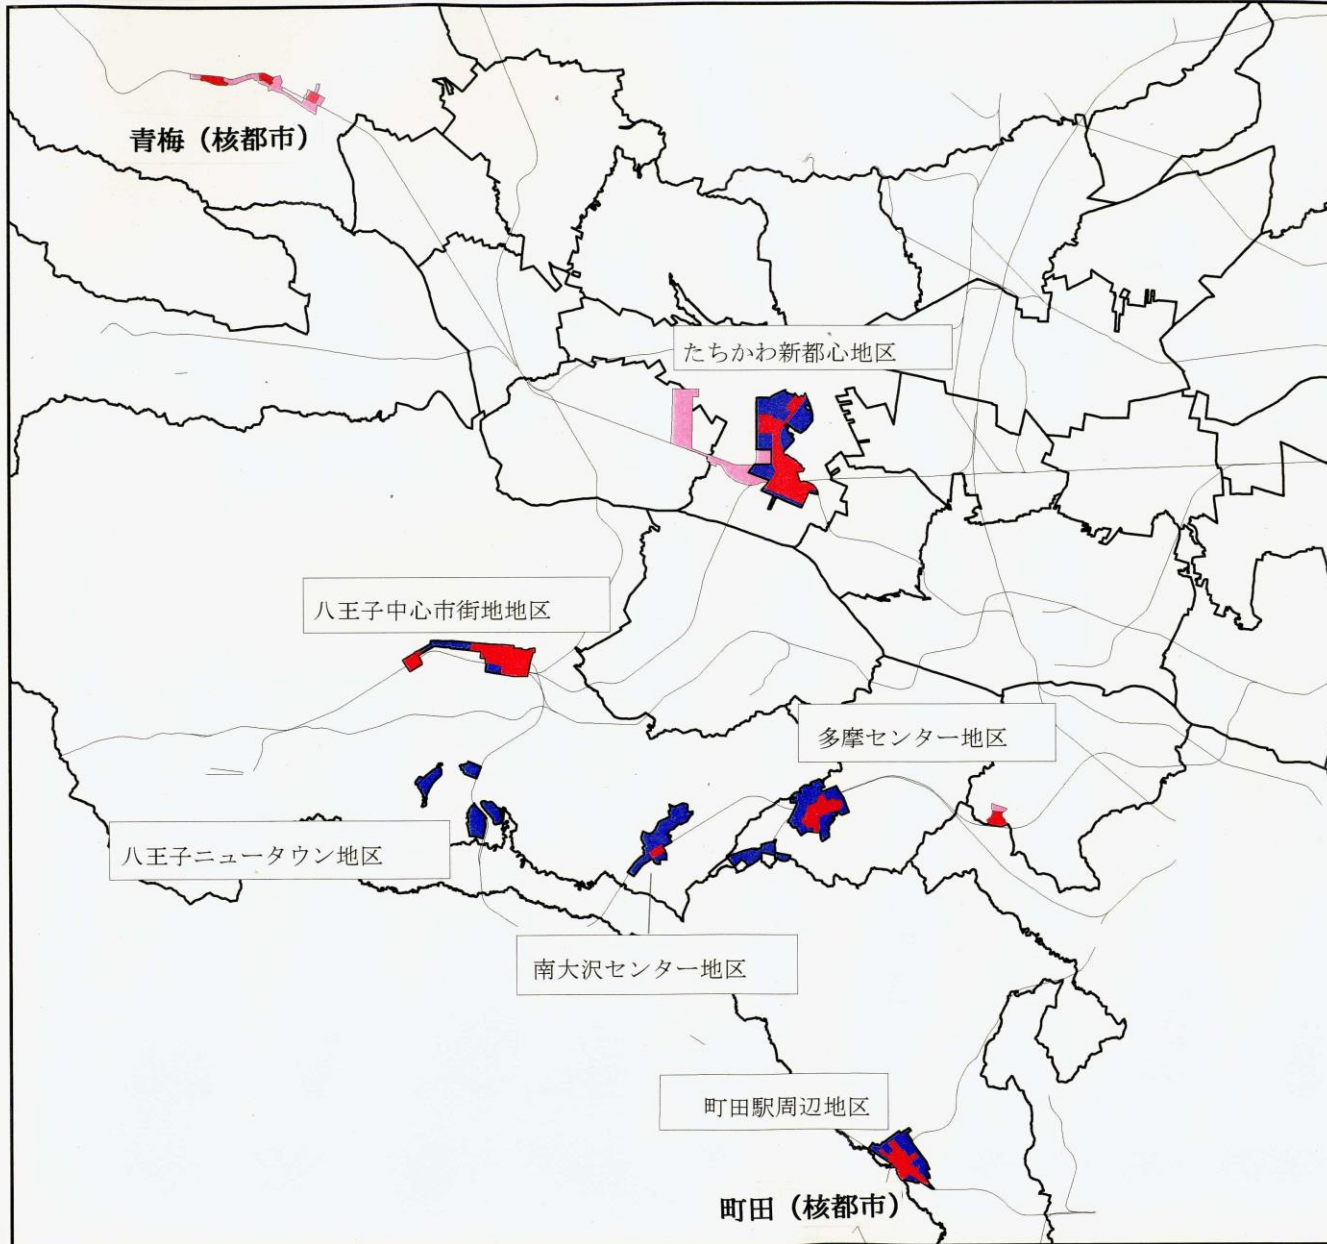 青梅（核都市）
たちかわ新都心地区
八王子中心市街地地区
多摩センター地区
八王子ニュータウン地区
南大沢センター地区
町田駅周辺地区
町田（核都市）